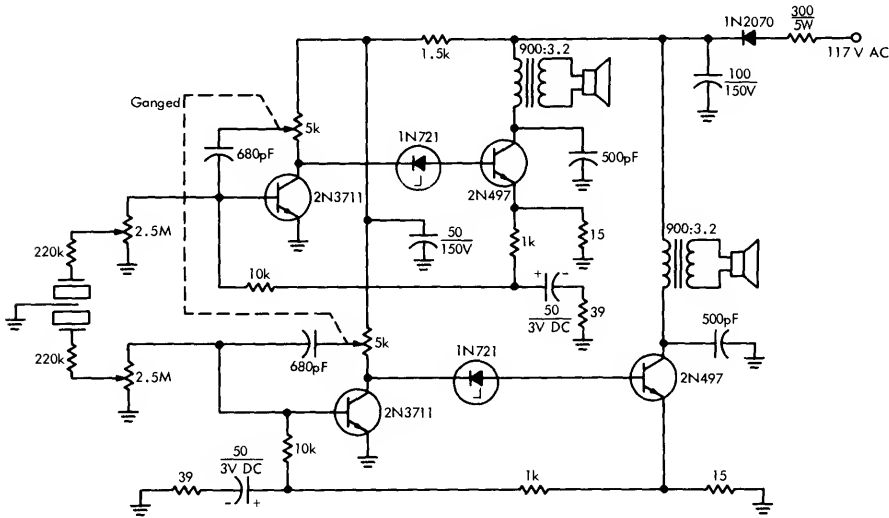 1N2070
300
5W
117 V AC
1.5k
900:3.2
100
150V
Ganged
5k
1N721
680pF
500pF
2N3711
2N497
2.5M
50
150V
1k
15
900:3.2
220k
10k
+ -
50
3V DC
39
500pF
220k
5k
1N721
680pF
2.5M
2N3711
2N497
10k
50
3V DC
39
- +
1k
15